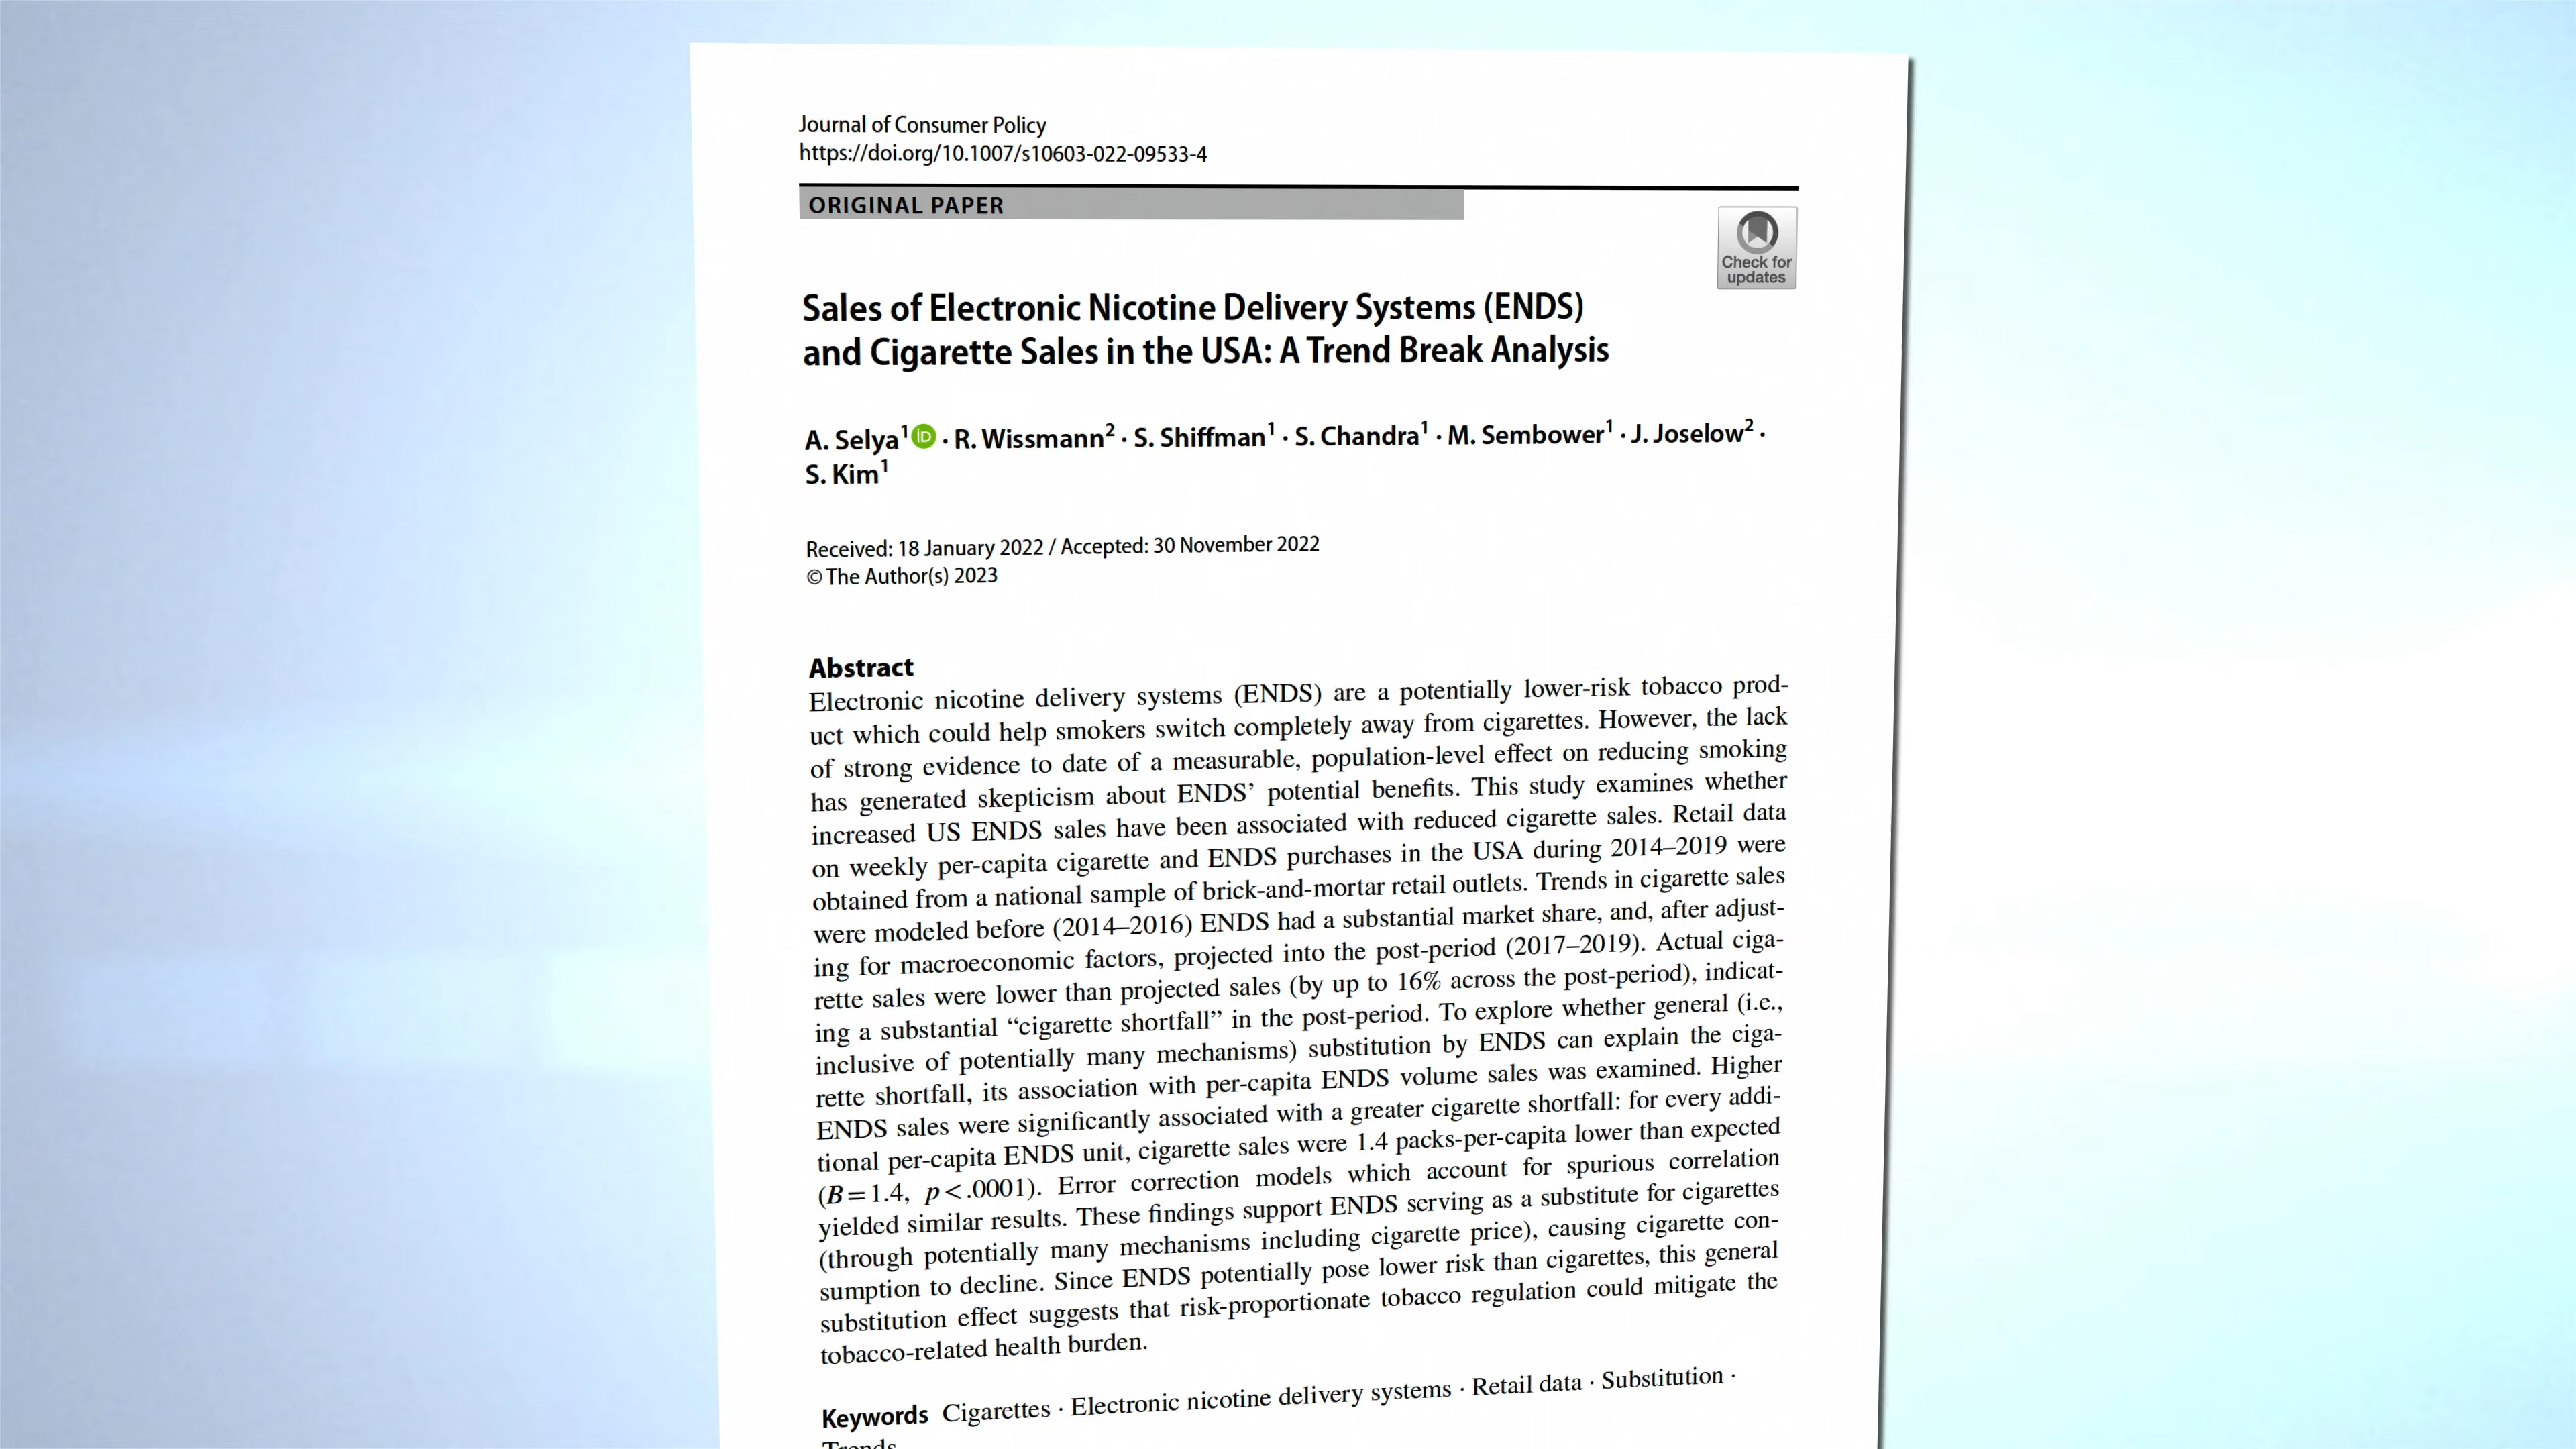 Journal of Consumer Policy
https://doi.org/10.1007/s10603-022-09533-4
ORIGINAL PAPER
Check for
updates
Sales of Electronic Nicotine Delivery Systems (ENDS)
and Cigarette Sales in the USA: A Trend Break Analysis
A. Selya1 iD · R. Wissmann2 · S. Shiffman1 · S. Chandra1 · M. Sembower1 · J. Joselow2 ·
S. Kim1
Received: 18 January 2022 / Accepted: 30 November 2022
© The Author(s) 2023
Abstract
Electronic nicotine delivery systems (ENDS) are a potentially lower-risk tobacco prod-
uct which could help smokers switch completely away from cigarettes. However, the lack
of strong evidence to date of a measurable, population-level effect on reducing smoking
has generated skepticism about ENDS’ potential benefits. This study examines whether
increased US ENDS sales have been associated with reduced cigarette sales. Retail data
on weekly per-capita cigarette and ENDS purchases in the USA during 2014–2019 were
obtained from a national sample of brick-and-mortar retail outlets. Trends in cigarette sales
were modeled before (2014–2016) ENDS had a substantial market share, and, after adjust-
ing for macroeconomic factors, projected into the post-period (2017–2019). Actual ciga-
rette sales were lower than projected sales (by up to 16% across the post-period), indicat-
ing a substantial “cigarette shortfall” in the post-period. To explore whether general (i.e.,
inclusive of potentially many mechanisms) substitution by ENDS can explain the ciga-
rette shortfall, its association with per-capita ENDS volume sales was examined. Higher
ENDS sales were significantly associated with a greater cigarette shortfall: for every addi-
tional per-capita ENDS unit, cigarette sales were 1.4 packs-per-capita lower than expected
(B = 1.4, p < .0001). Error correction models which account for spurious correlation
yielded similar results. These findings support ENDS serving as a substitute for cigarettes
(through potentially many mechanisms including cigarette price), causing cigarette con-
sumption to decline. Since ENDS potentially pose lower risk than cigarettes, this general
substitution effect suggests that risk-proportionate tobacco regulation could mitigate the
tobacco-related health burden.
Keywords Cigarettes · Electronic nicotine delivery systems · Retail data · Substitution ·
Trends